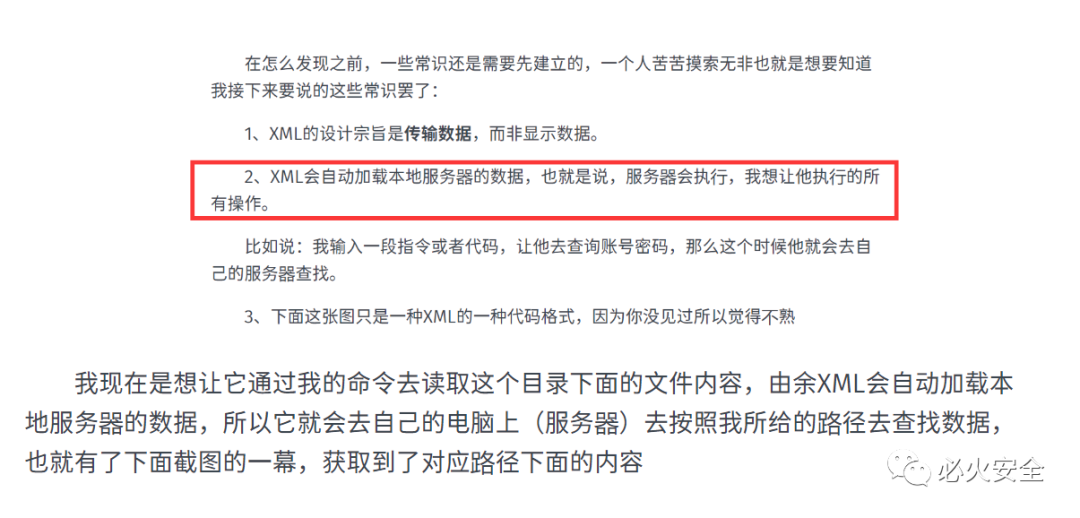 在怎么发现之前，一些常识还是需要先建立的，一个人苦苦摸索无非也就是想要知道
我接下来要说的这些常识罢了：
1、XML的设计宗旨是传输数据，而非显示数据。
2、XML会自动加载本地服务器的数据，也就是说，服务器会执行，我想让他执行的所
有操作。
比如说：我输入一段指令或者代码，让他去查询账号密码，那么这个时候他就会去自
己的服务器查找。
3、下面这张图只是一种XML的一种代码格式，因为你没见过所以觉得不熟
我现在是想让它通过我的命令去读取这个目录下面的文件内容，由余XML会自动加载本
地服务器的数据，所以它就会去自己的电脑上（服务器）去按照我所给的路径去查找数据，
也就有了下面截图的一幕，获取到了对应路径下面的内容
必火安全